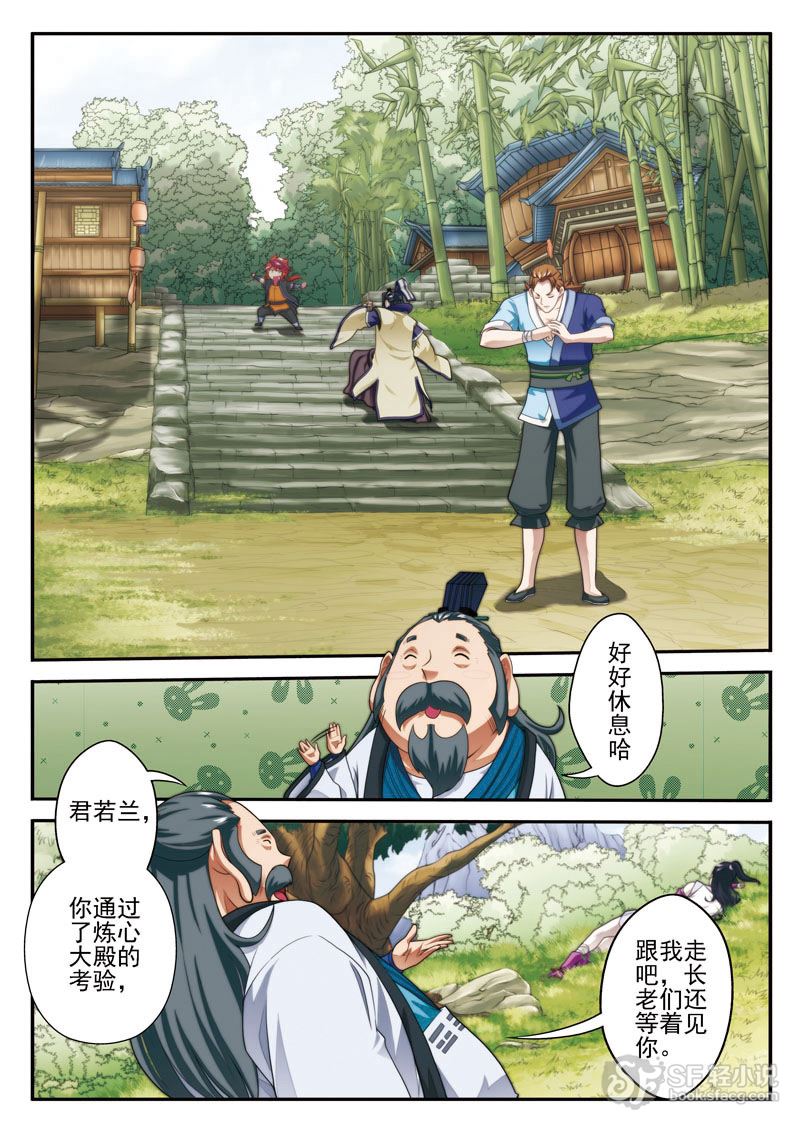 好
好
休
息
哈
君若兰,
你通过
了炼心
大殿的
考验,
跟我走
吧,长
老们还
等着见
你。
SF轻小说
book.sfacg.com